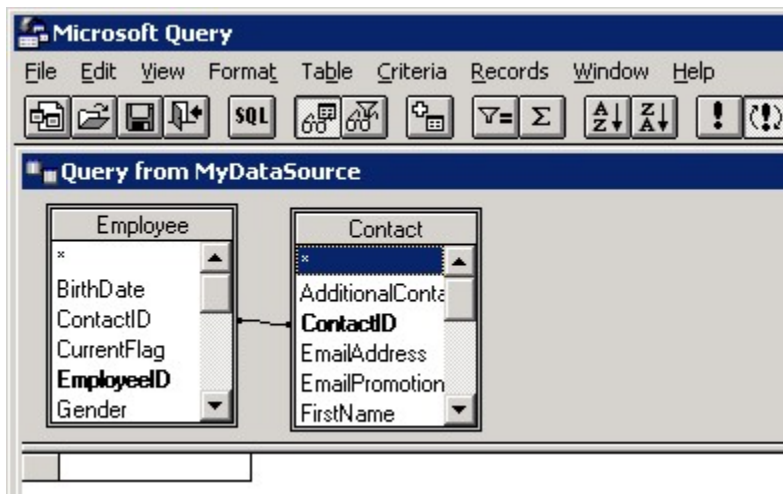 Microsoft Query
File Edit View Format Table Criteria Records Window Help
SQL
Query from MyDataSource
Employee
*
BirthDate
ContactID
CurrentFlag
EmployeeID
Gender
Contact
*
AdditionalConta
ContactID
EmailAddress
EmailPromotion
FirstName